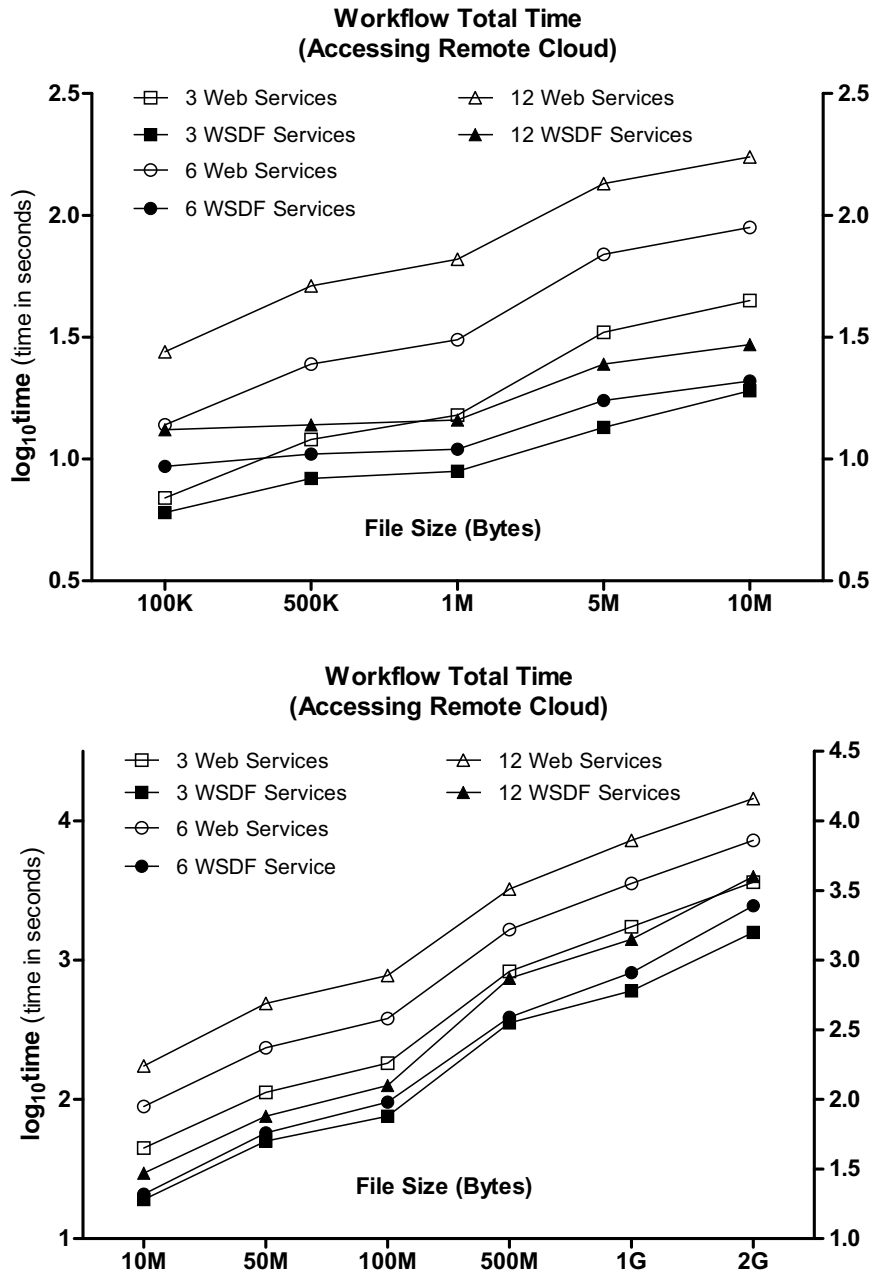 Workflow Total Time
(Accessing Remote Cloud)
2.5
2.5
3 Web Services
12 Web Services
3 WSDF Services
12 WSDF Services
6 Web Services
6 WSDF Services
2.0
2.0
1.5
1.5
1.0
1.0
0.5
0.5
log10time (time in seconds)
File Size (Bytes)
100K
500K
1M
5M
10M
Workflow Total Time
(Accessing Remote Cloud)
3 Web Services
12 Web Services
3 WSDF Services
12 WSDF Services
6 Web Services
6 WSDF Service
4
3
2
1
4.5
4.0
3.5
3.0
2.5
2.0
1.5
1.0
log10time (time in seconds)
File Size (Bytes)
10M
50M
100M
500M
1G
2G